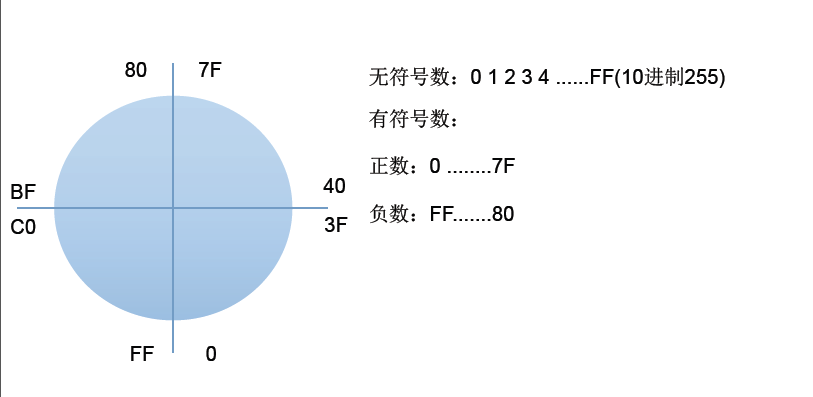 80 7F
BF
C0
40
3F
FF 0
无符号数：0 1 2 3 4 ......FF(10进制255)
有符号数：
正数：0 ........7F
负数：FF.......80